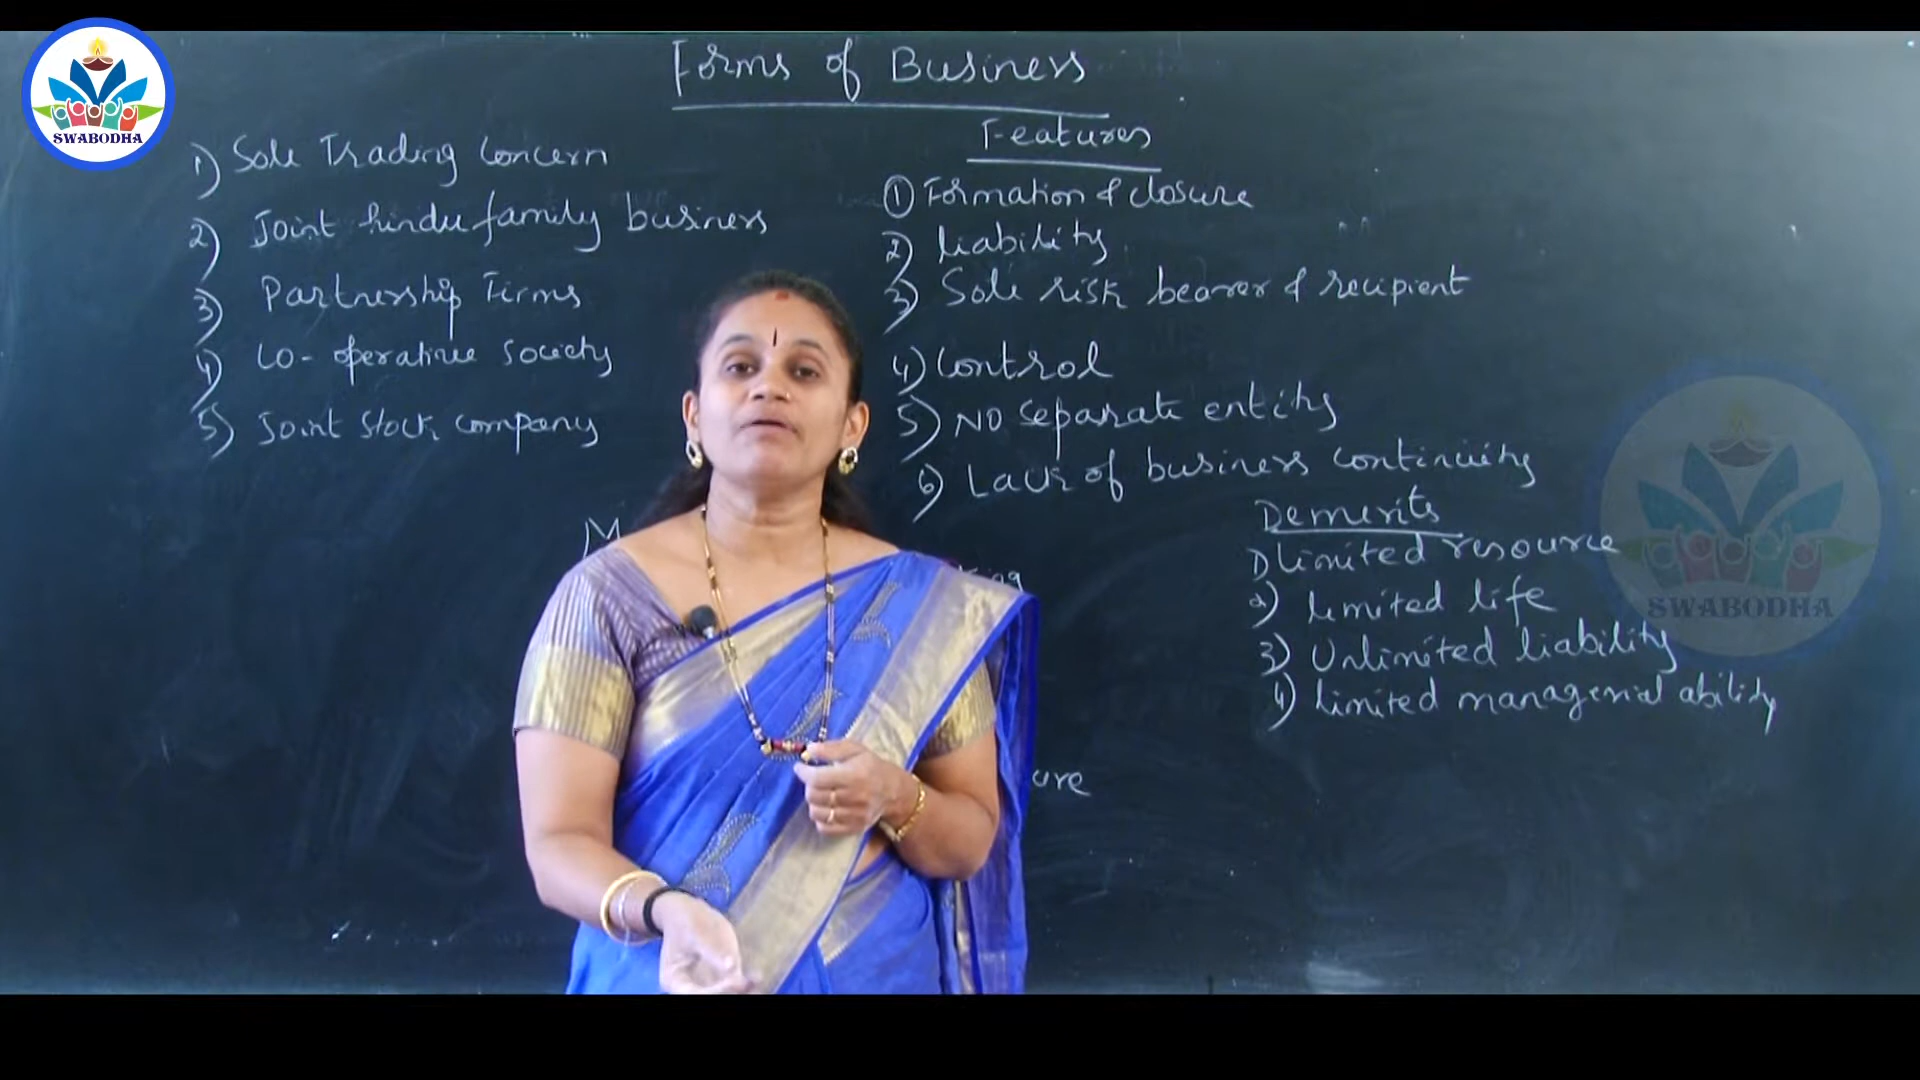 SWABODHA
Forms of Business
1) Sole Trading Concern
2) Joint hindu family business
3) Partnership Firms
4) Co-operative Society
5) Joint Stock company
Features
1 Formation & closure
2) liability
3) Sole risk bearer & recipient
4) Control
5) No separate entity
6) Lack of business continuity
M
king
ure
Demerits
1) limited resource
2) limited life
3) Unlimited liability
4) limited managerial ability
SWABODHA